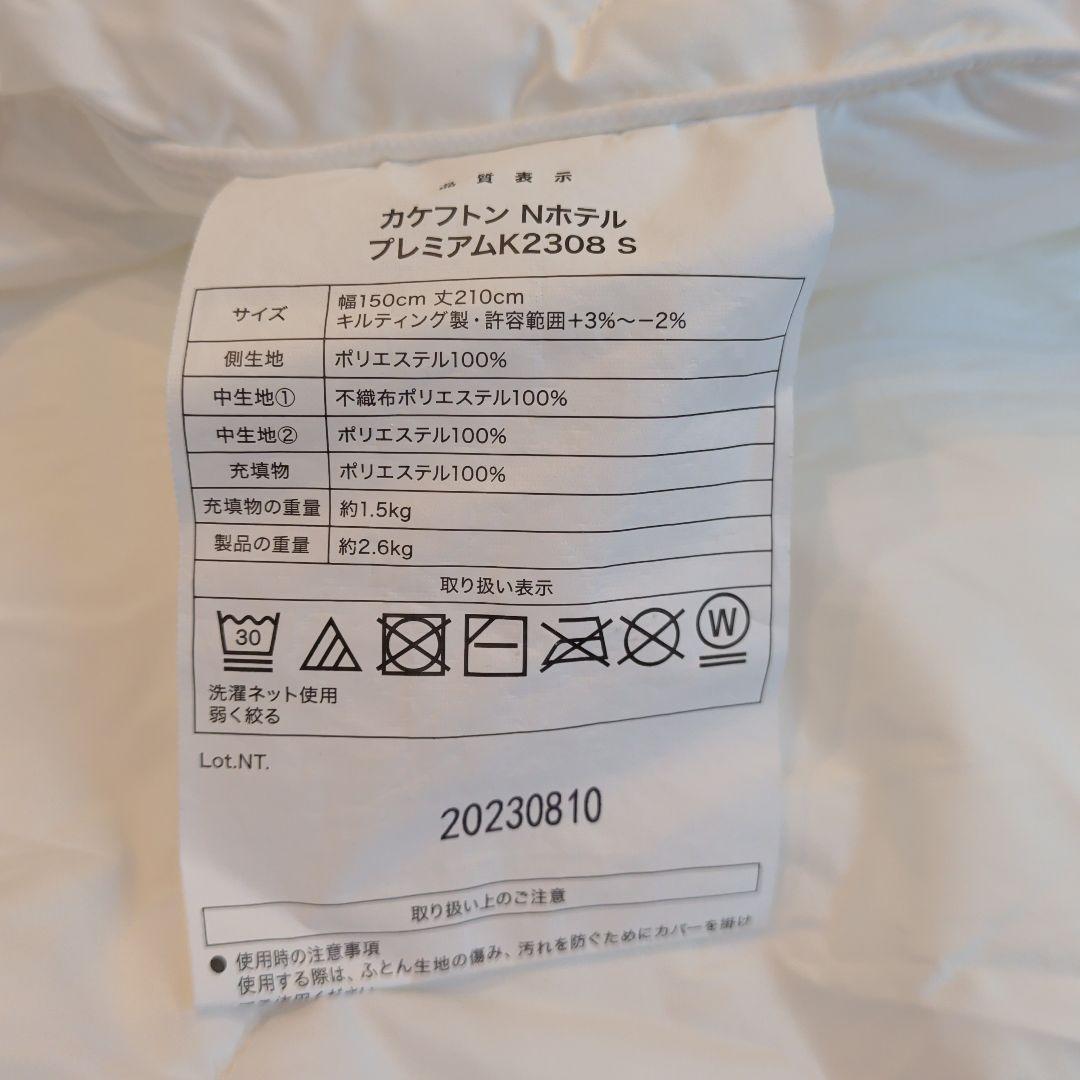 品質表示
カケフトン Nホテル
プレミアムK2308 S
サイズ
幅150cm 丈210cm
キルティング製・許容範囲+3%～−2%
側生地 ポリエステル100%
中生地① 不織布ポリエステル100%
中生地② ポリエステル100%
充填物 ポリエステル100%
充填物の重量 約1.5kg
製品の重量 約2.6kg
取り扱い表示
30
W
洗濯ネット使用
弱く絞る
Lot.NT.
20230810
取り扱い上のご注意
● 使用時の注意事項
使用する際は、ふとん生地の傷み、汚れを防ぐためにカバーを掛け